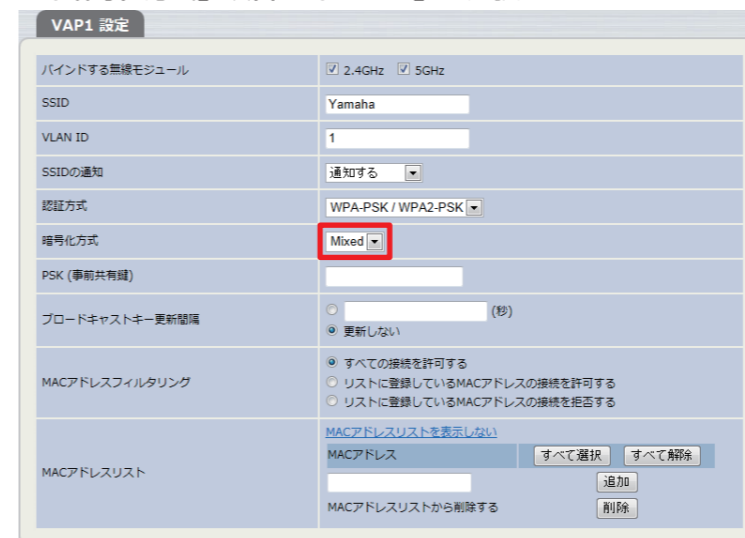 VAP1 設定
バインドする無線モジュール 2.4GHz 5GHz
SSID Yamaha
VLAN ID 1
SSIDの通知 通知する
認証方式 WPA-PSK / WPA2-PSK
暗号化方式 Mixed
PSK (事前共有鍵)
ブロードキャストキー更新間隔 (秒)
更新しない
MACアドレスフィルタリング すべての接続を許可する
リストに登録しているMACアドレスの接続を許可する
リストに登録しているMACアドレスの接続を拒否する
MACアドレスリスト MACアドレスリストを表示しない
MACアドレス すべて選択 すべて解除
追加
MACアドレスリストから削除する 削除